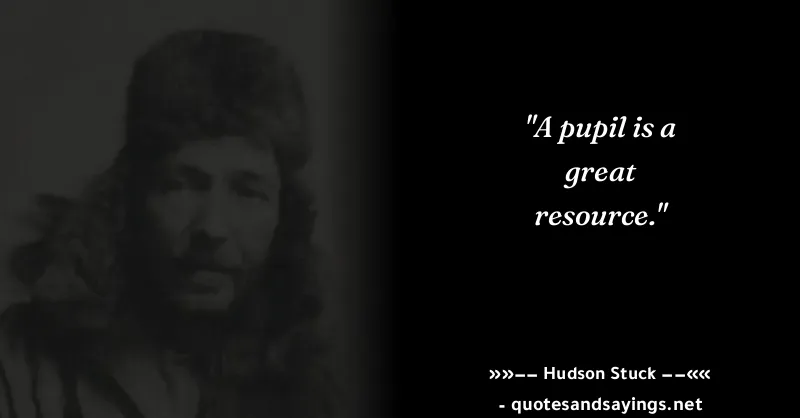 "A pupil is a
great
resource."
»»−− Hudson Stuck −−««
- quotesandsayings.net